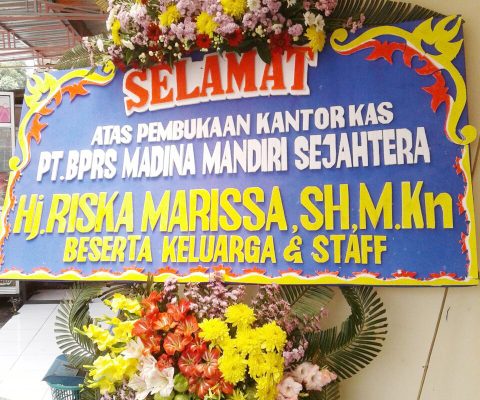 SELAMAT
ATAS PEMBUKAAN KANTOR KAS
PT.BPRS MADINA MANDIRI SEJAHTERA
Hj.RISKA MARISSA,SH,M.Kn
BESERTA KELUARGA & STAFF